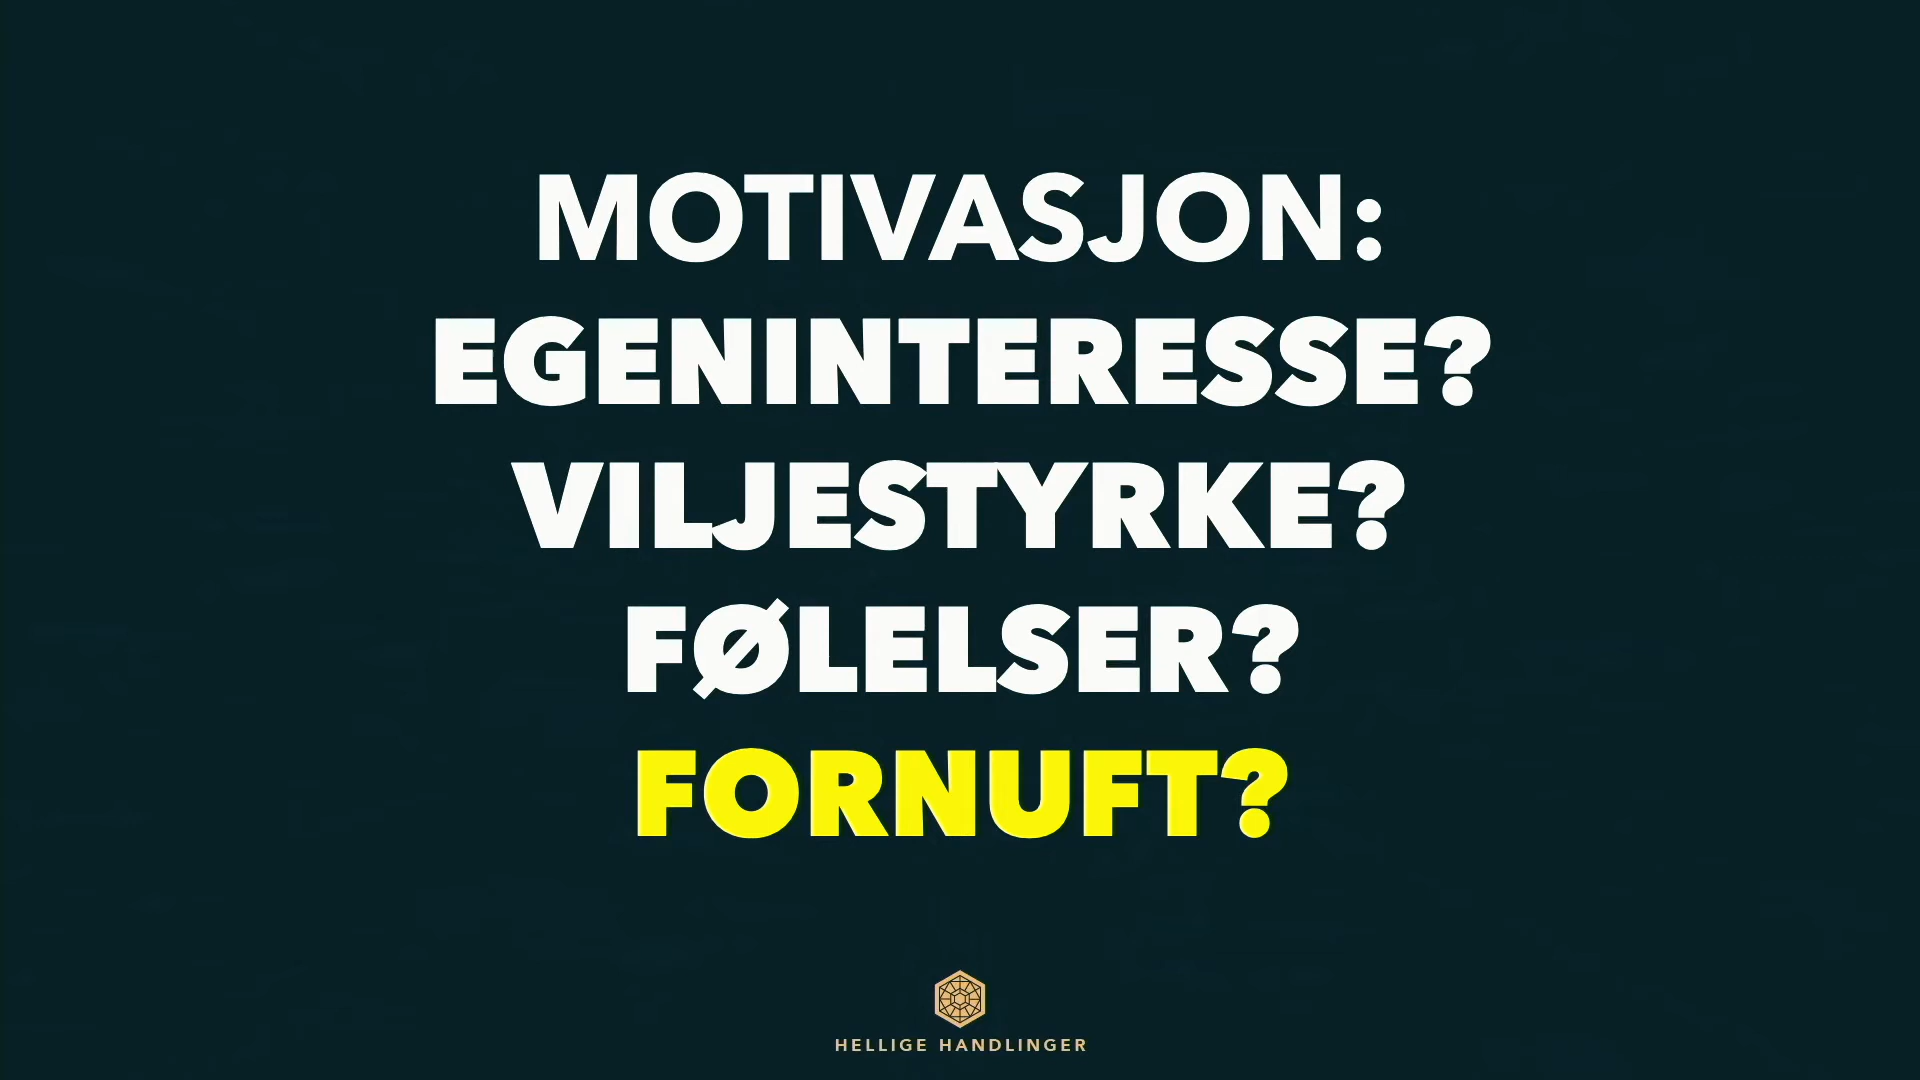 MOTIVASJON:
EGENINTERESSE?
VILJESTYRKE?
FØLELSER?
FORNUFT?
HELLIGE HANDLINGER